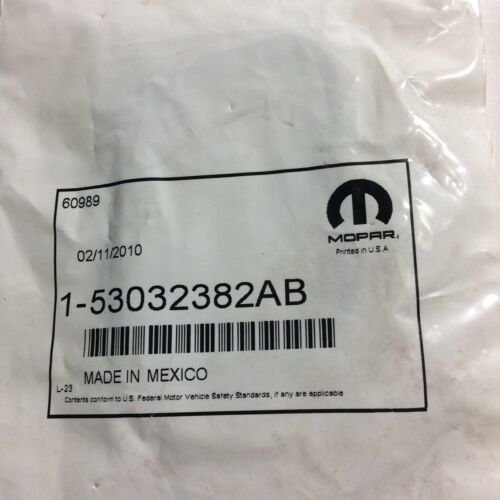 60989
02/11/2010
MOPAR
Printed in U.S.A
1-53032382AB
L-23
MADE IN MEXICO
Contents conform to U.S. Federal Motor Vehicle Safety Standards, if any are applicable